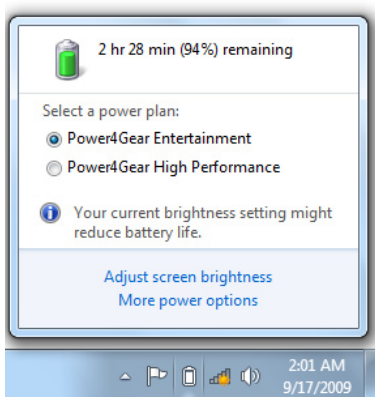 2 hr 28 min (94%) remaining
Select a power plan:
Power4Gear Entertainment
Power4Gear High Performance
Your current brightness setting might
reduce battery life.
Adjust screen brightness
More power options
2:01 AM
9/17/2009